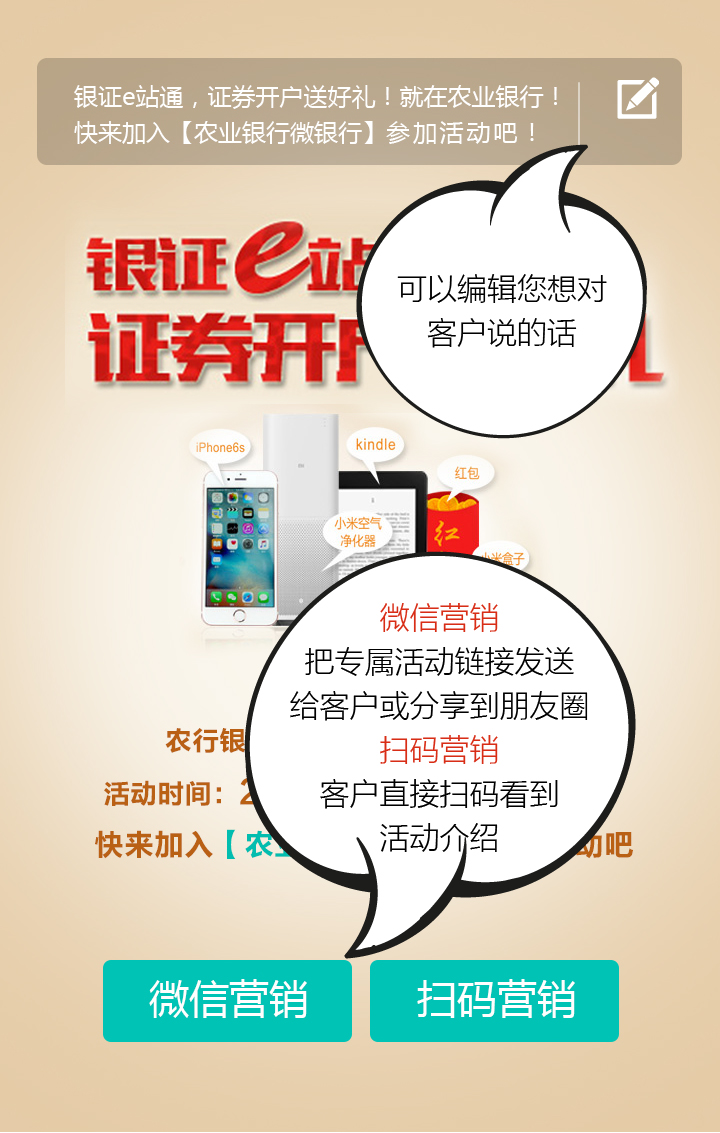 银证e站通，证券开户送好礼！就在农业银行！
快来加入【农业银行微银行】参加活动吧！
可以编辑您想对
客户说的话
银证e站
证券开户
礼
iPhone6s
kindle
红包
红
小米空气
净化器
小米盒子
微信营销
把专属活动链接发送
给客户或分享到朋友圈
扫码营销
客户直接扫码看到
活动介绍
农行银
活动时间：2
快来加入【农业
动吧
微信营销
扫码营销